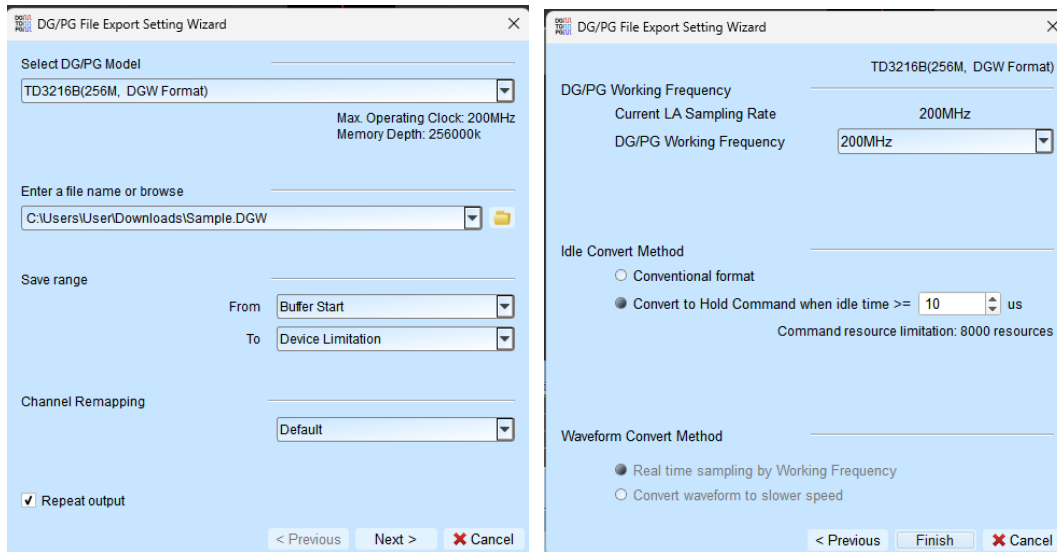 DG/PG File Export Setting Wizard
Select DG/PG Model
TD3216B(256M, DGW Format)
Max. Operating Clock: 200MHz
Memory Depth: 256000k
Enter a file name or browse
C:\Users\User\Downloads\Sample.DGW
Save range
From Buffer Start
To Device Limitation
Channel Remapping
Default
Repeat output
< Previous Next > Cancel
DG/PG File Export Setting Wizard
TD3216B(256M, DGW Format)
DG/PG Working Frequency
Current LA Sampling Rate 200MHz
DG/PG Working Frequency 200MHz
Idle Convert Method
Conventional format
Convert to Hold Command when idle time >= 10 us
Command resource limitation: 8000 resources
Waveform Convert Method
Real time sampling by Working Frequency
Convert waveform to slower speed
< Previous Finish Cancel